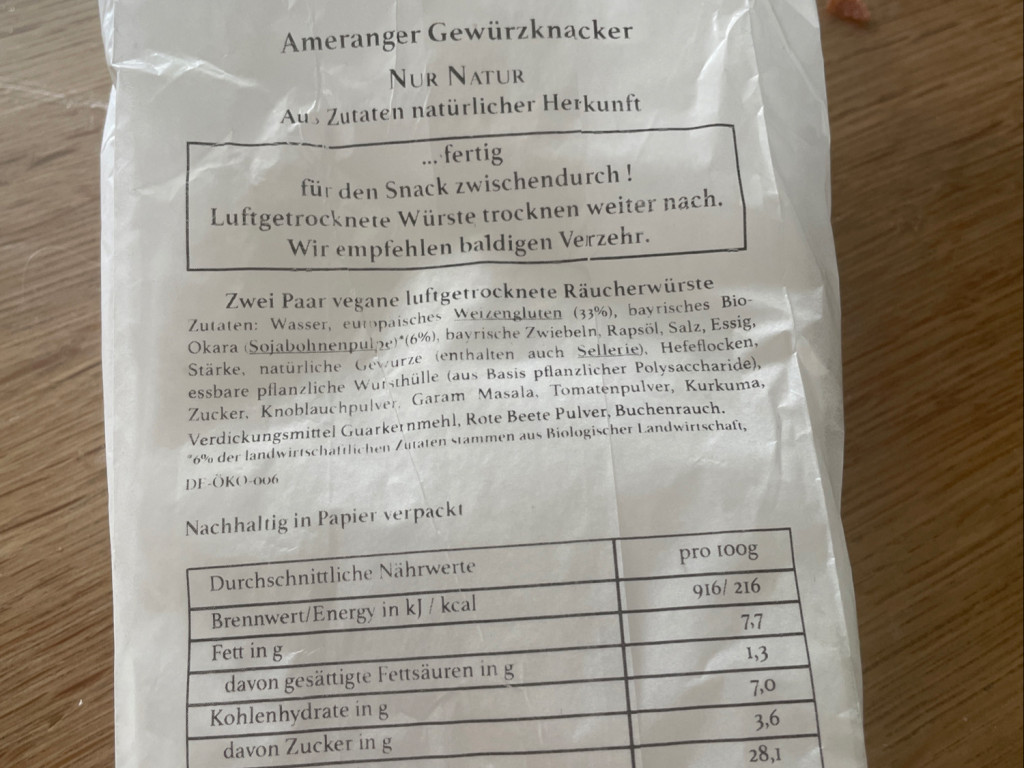 Ameranger Gewürzknacker
NUR NATUR
Aus Zutaten natürlicher Herkunft
... fertig
für den Snack zwischendurch !
Luftgetrocknete Würste trocknen weiter nach.
Wir empfehlen baldigen Verzehr.
Zwei Paar vegane luftgetrocknete Räucherwürste
Zutaten: Wasser, europäisches Weizengluten (33%), bayrisches Bio-
Okara (Sojabohnenpulpe)*(6%), bayrische Zwiebeln, Rapsöl, Salz, Essig,
Stärke, natürliche Gewürze (enthalten auch Sellerie), Hefeflocken,
essbare pflanzliche Wursthülle (aus Basis pflanzlicher Polysaccharide),
Zucker, Knoblauchpulver, Garam Masala, Tomatenpulver, Kurkuma,
Verdickungsmittel Guarkernmehl, Rote Beete Pulver, Buchenrauch.
*6% der landwirtschaftlichen Zutaten stammen aus Biologischer Landwirtschaft,
DE-ÖKO-006
Nachhaltig in Papier verpackt
Durchschnittliche Nährwerte pro 100g
Brennwert/Energy in kJ / kcal 916/ 216
Fett in g 7,7
davon gesättigte Fettsäuren in g 1,3
Kohlenhydrate in g 7,0
davon Zucker in g 3,6
28,1